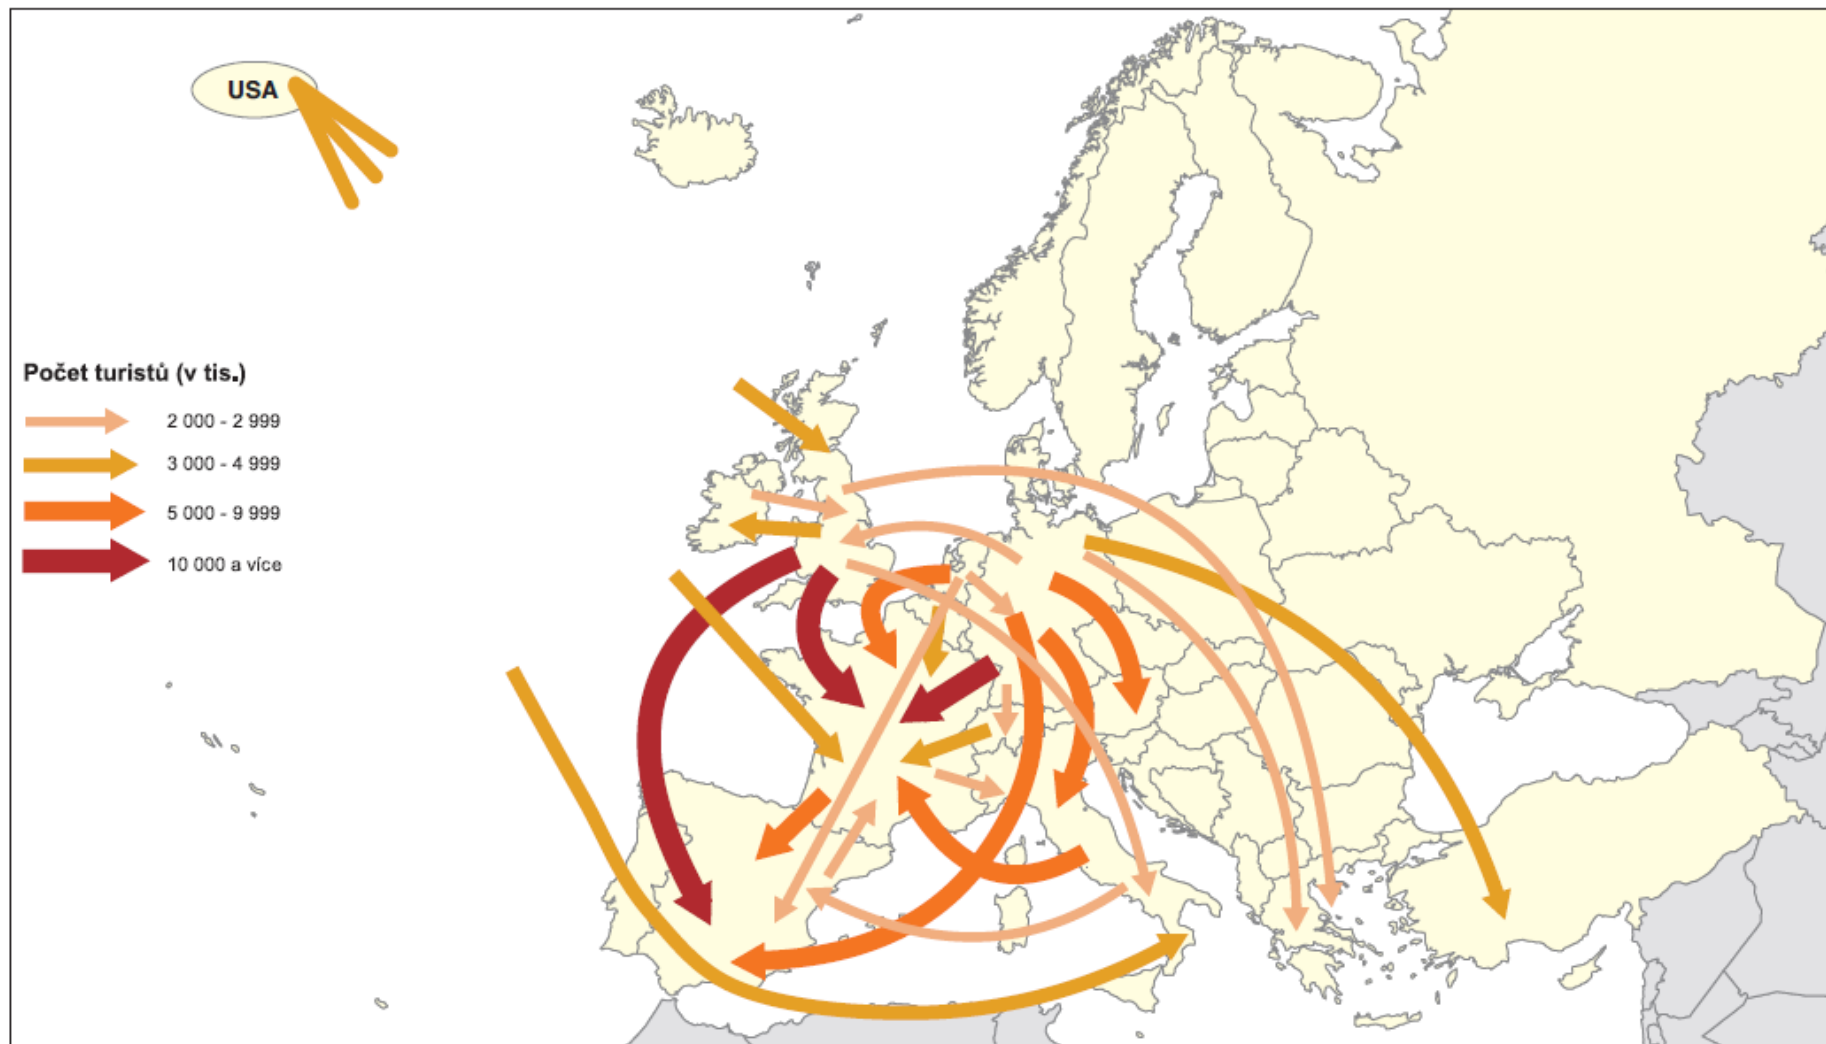 USA
Počet turistů (v tis.)
2 000 - 2 999
3 000 - 4 999
5 000 - 9 999
10 000 a více